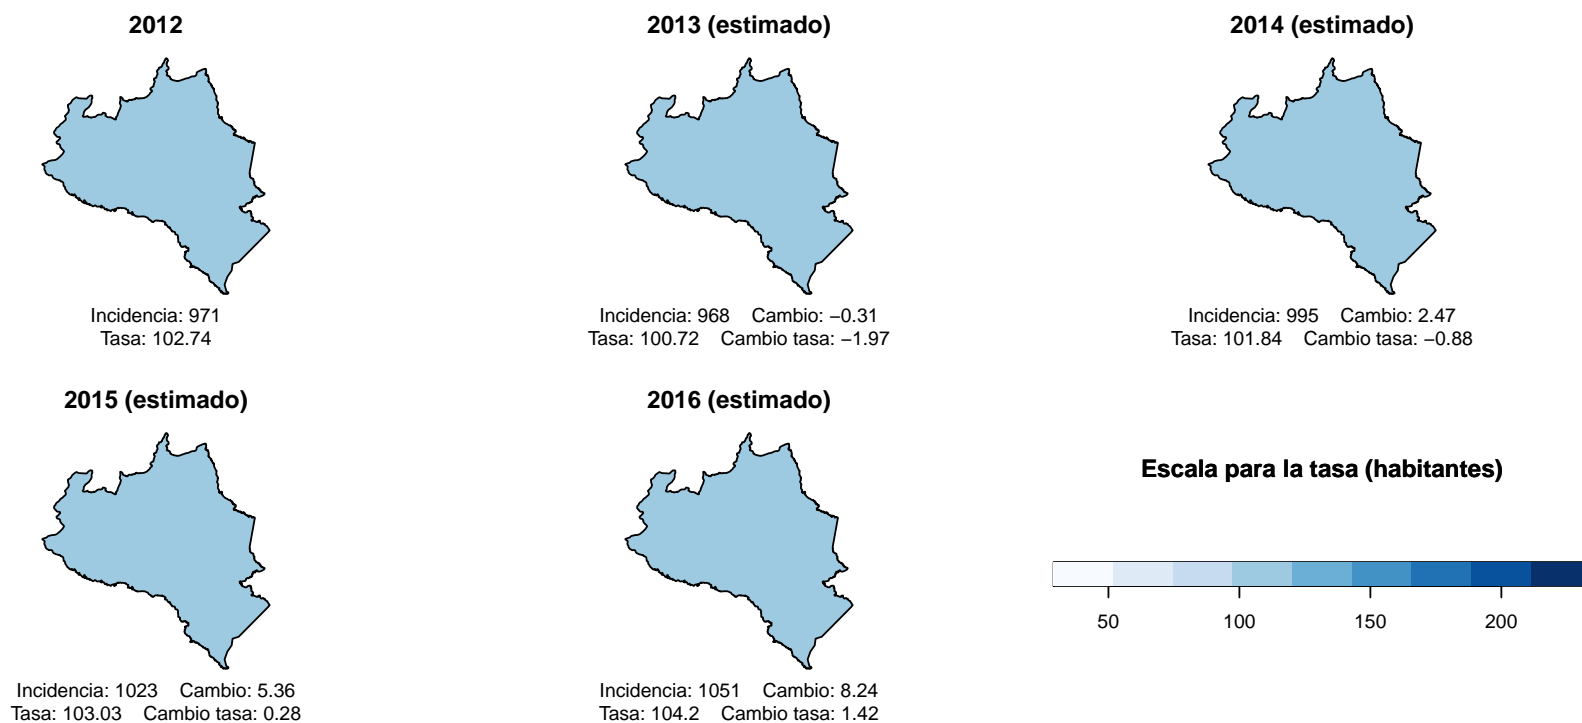 2012
Incidencia: 971
Tasa: 102.74
2013 (estimado)
Incidencia: 968 Cambio: −0.31
Tasa: 100.72 Cambio tasa: −1.97
2014 (estimado)
Incidencia: 995 Cambio: 2.47
Tasa: 101.84 Cambio tasa: −0.88
2015 (estimado)
Incidencia: 1023 Cambio: 5.36
Tasa: 103.03 Cambio tasa: 0.28
2016 (estimado)
Incidencia: 1051 Cambio: 8.24
Tasa: 104.2 Cambio tasa: 1.42
Escala para la tasa (habitantes)
50 100 150 200